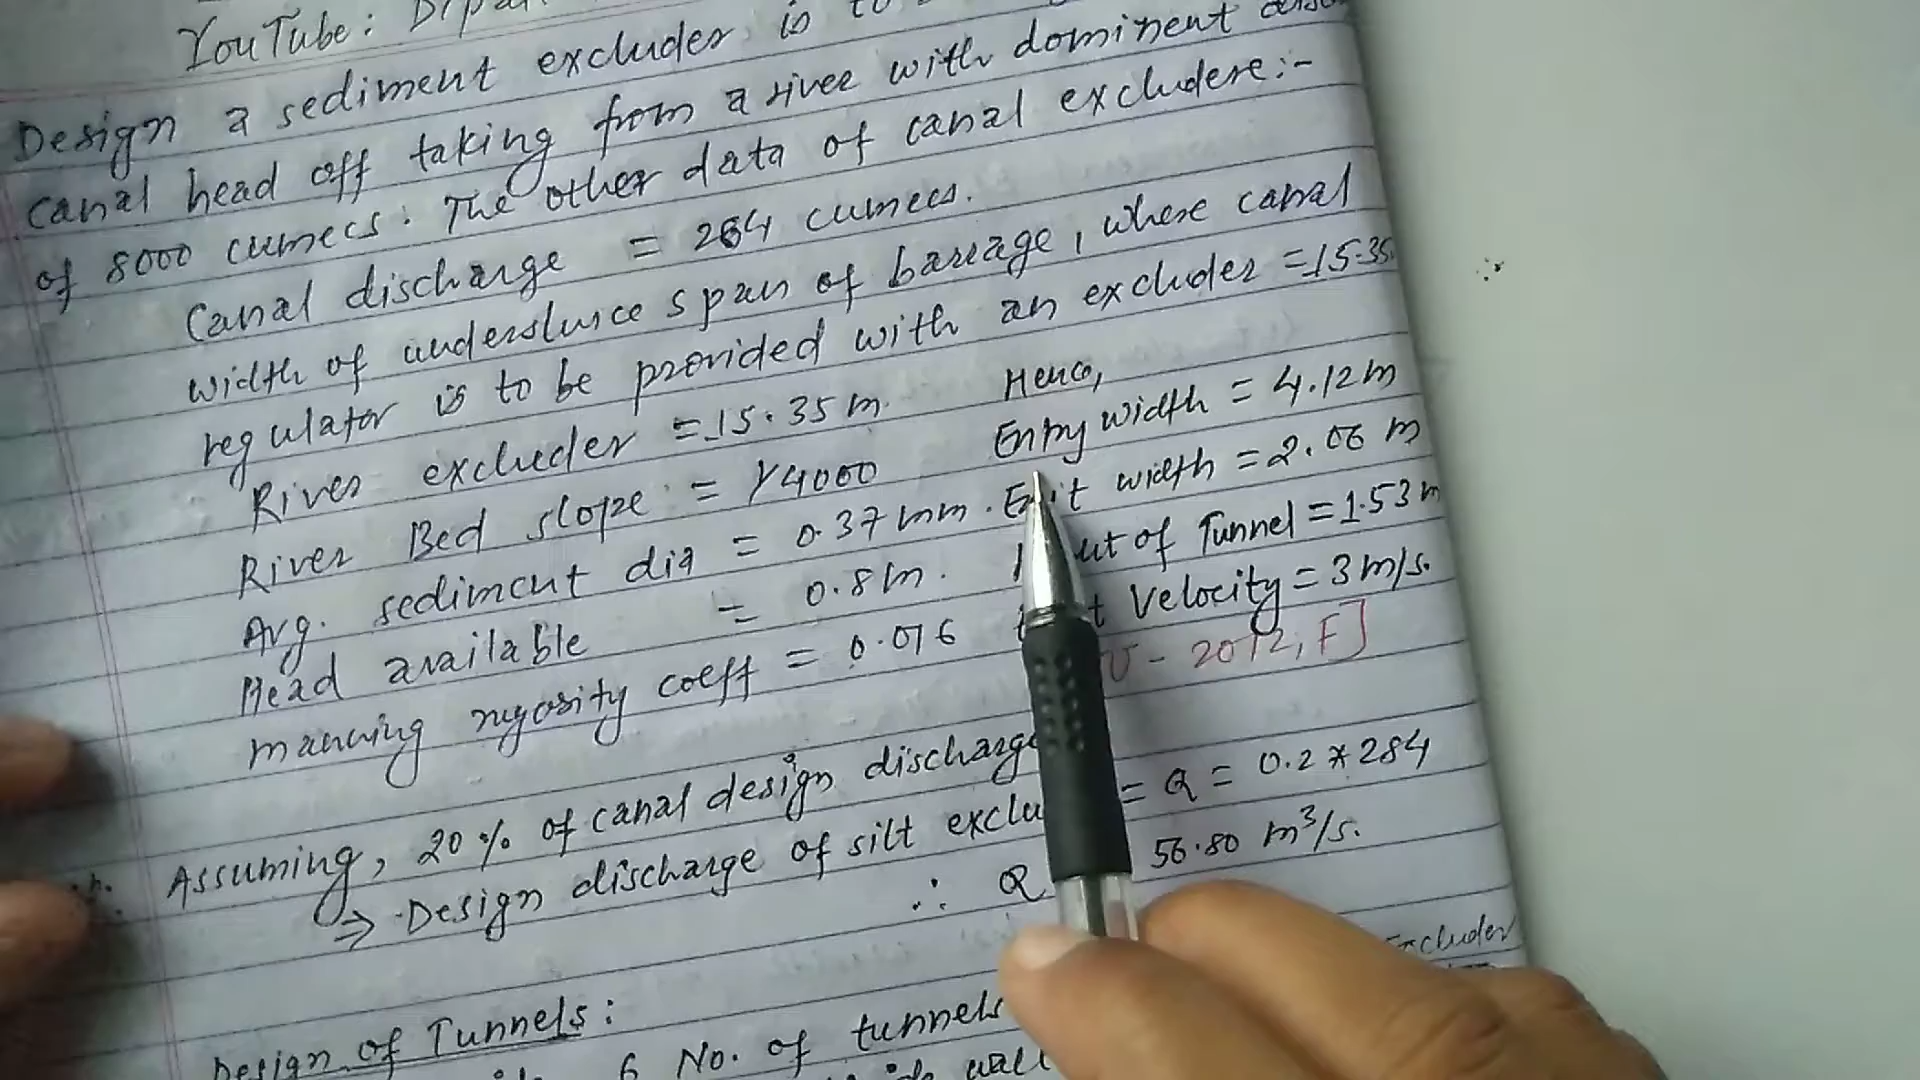 YouTube:
Design a sediment excluder is to
canal head off taking from a river with dominent
of 8000 cumecs. The other data of canal excludere:-
Canal discharge = 264 cumecs.
width of undersluice span of barrage, where canal
regulator is to be provided with an excluder = 15.35
River excluder = 15.35 m.
River Bed slope = 1/4000
Avg. sediment dia = 0.37 mm.
Head available = 0.8 m.
manning rugosity coeff = 0.016
Hence,
Entry width = 4.12 m
Exit width = 2.06 m
of Tunnel = 1.53 m
Velocity = 3 m/s.
- 2012, F]
Assuming, 20 % of canal design discharge
⇒ Design discharge of silt exclu = Q = 0.2 * 284
∴ Q 56.80 m³/s.
Excluder
Design of Tunnels:
6 No. of tunnels
wall